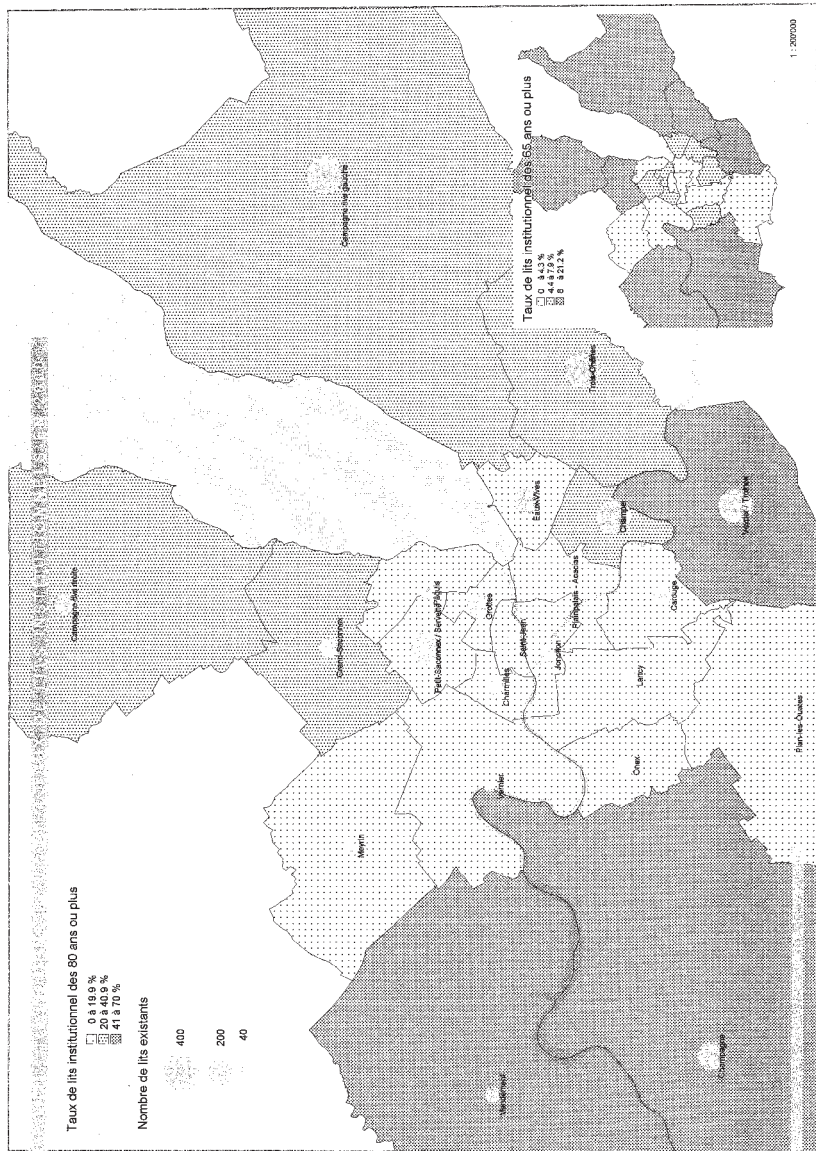 Taux de lits institutionnel des 80 ans ou plus
0 à 19.9 %
20 à 40.9 %
41 à 70 %
Nombre de lits existants
400
200
40
Campagne rive droite
Grand-Saconnex
Campagne rive gauche
Meyrin
Petit-Saconnex / Servette
Pâquis
Grottes
Charmilles
Saint-Jean
Eaux-Vives
Trois-Chênes
Vernier
Jonction
Plainpalais - Acacias
Champel
Onex
Lancy
Carouge
Veyrier / Thônex
Mandement
Champagne
Plan-les-Ouates
Taux de lits institutionnel des 65 ans ou plus
0 à 4.3 %
4.4 à 7.9 %
8 à 21.2 %
1 : 200'000